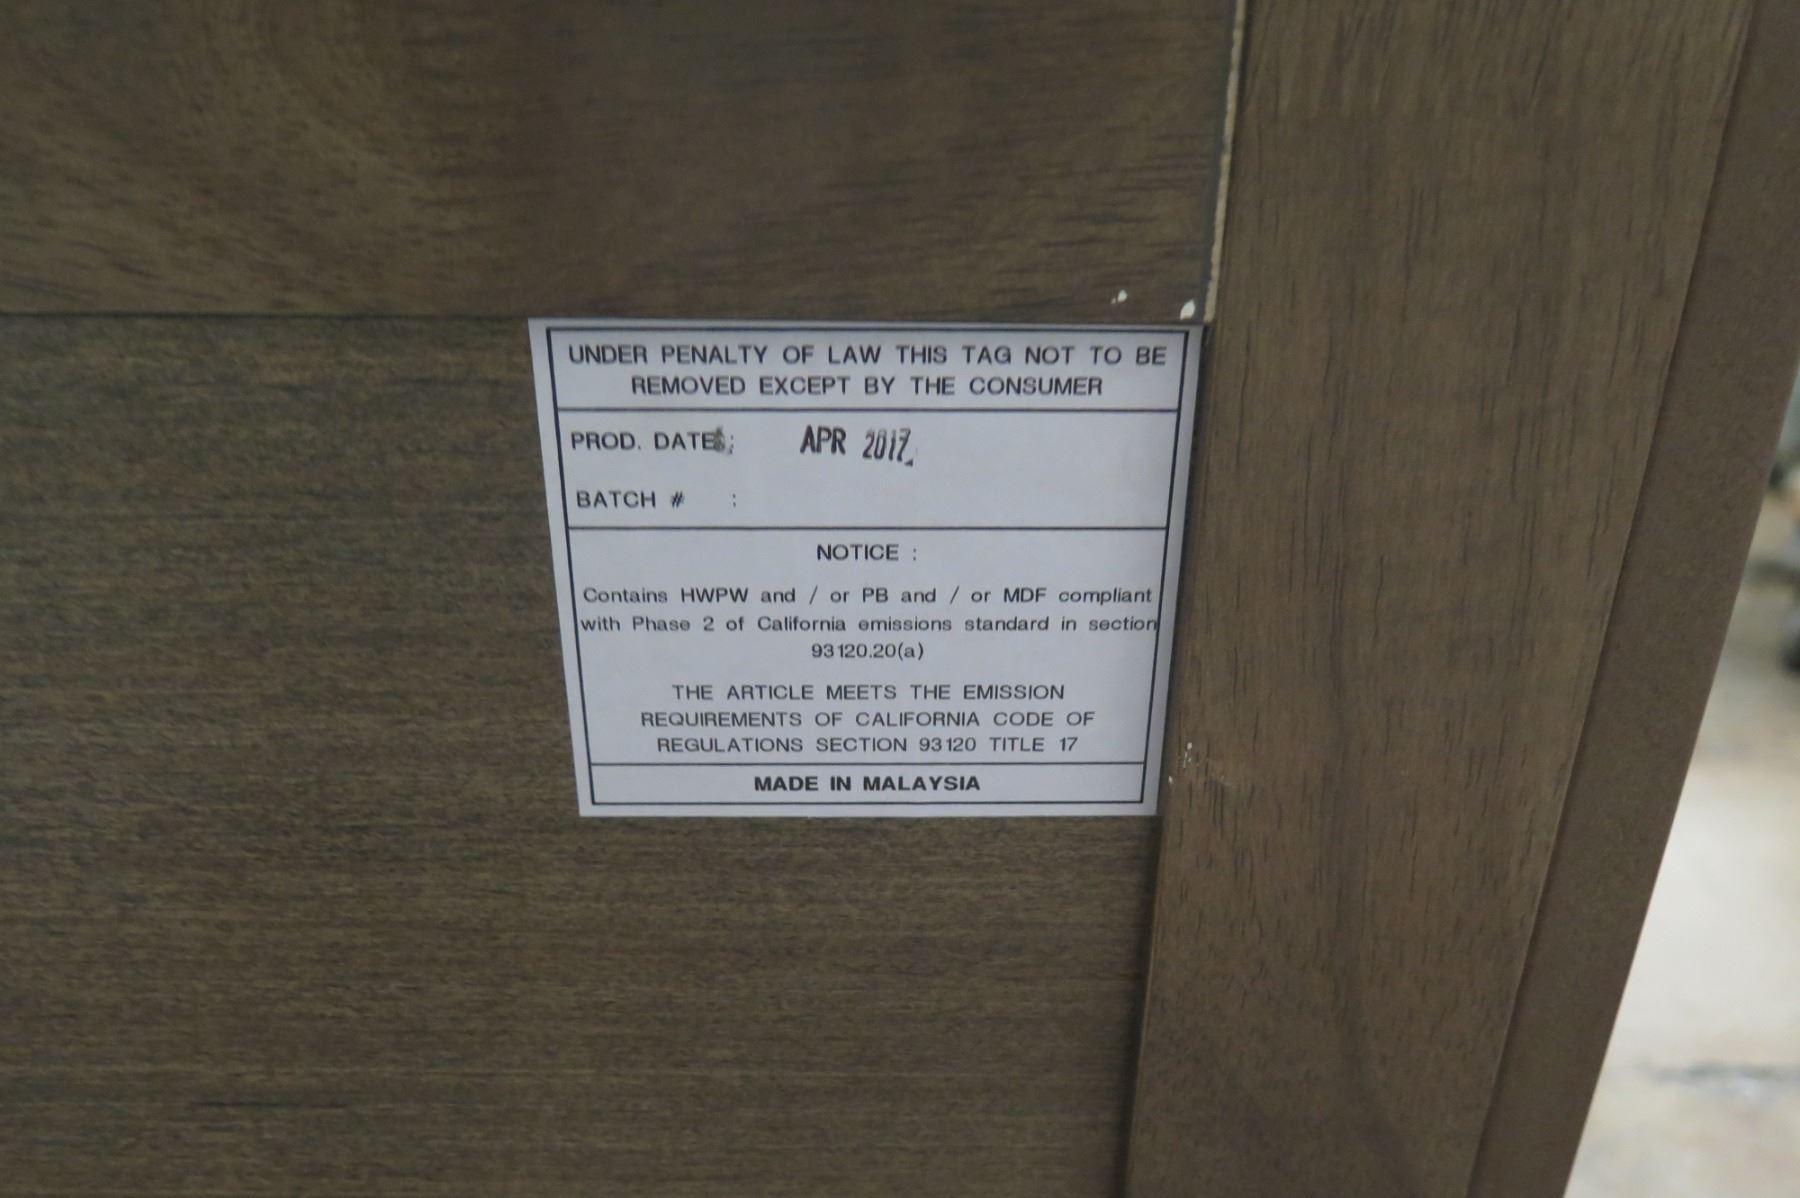 UNDER PENALTY OF LAW THIS TAG NOT TO BE
REMOVED EXCEPT BY THE CONSUMER
PROD. DATE : APR 2017
BATCH # :
NOTICE :
Contains HWPW and / or PB and / or MDF compliant
with Phase 2 of California emissions standard in section
93120.20(a)
THE ARTICLE MEETS THE EMISSION
REQUIREMENTS OF CALIFORNIA CODE OF
REGULATIONS SECTION 93120 TITLE 17
MADE IN MALAYSIA